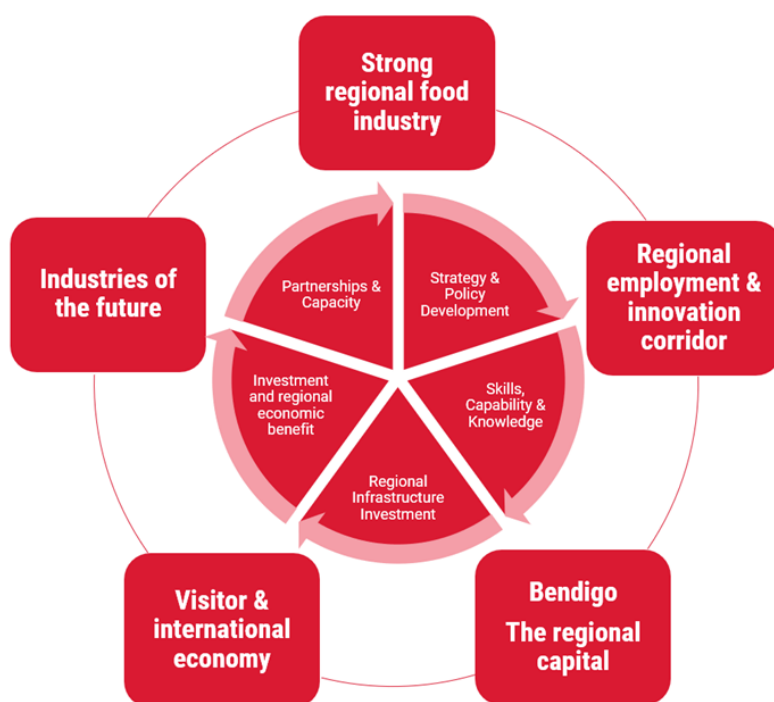 Strong
regional food
industry
Industries of
the future
Regional
employment &
innovation
corridor
Partnerships &
Capacity
Strategy &
Policy
Development
Investment
and regional
economic
benefit
Skills,
Capability &
Knowledge
Regional
Infrastructure
Investment
Visitor &
international
economy
Bendigo
The regional
capital